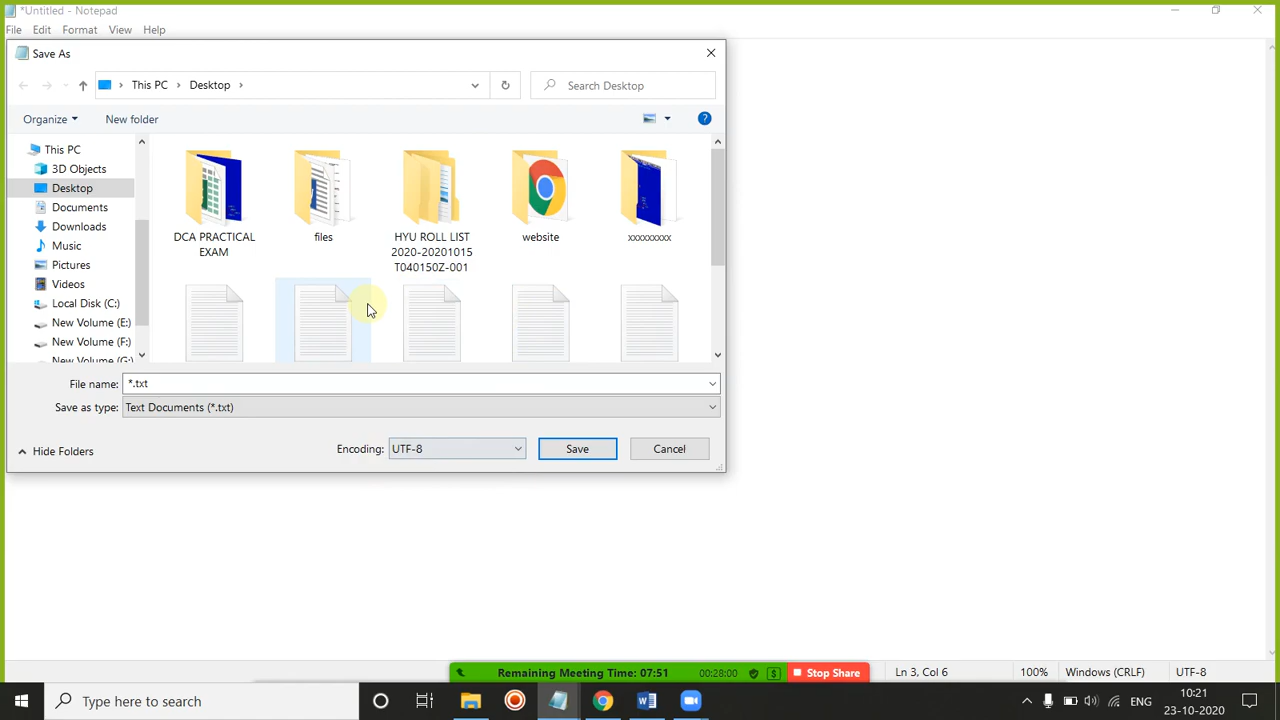 *Untitled - Notepad
File Edit Format View Help
Save As
This PC Desktop
Search Desktop
Organize New folder
This PC
3D Objects
Desktop
Documents
Downloads
Music
Pictures
Videos
Local Disk (C:)
New Volume (E:)
New Volume (F:)
New Volume (G:)
DCA PRACTICAL
EXAM
files
HYU ROLL LIST
2020-20201015
T040150Z-001
website
xxxxxxxxx
File name: *.txt
Save as type: Text Documents (*.txt)
Hide Folders
Encoding: UTF-8 Save Cancel
Remaining Meeting Time: 07:51 00:28:00 Stop Share
Ln 3, Col 6 100% Windows (CRLF) UTF-8
Type here to search
ENG
10:21
23-10-2020